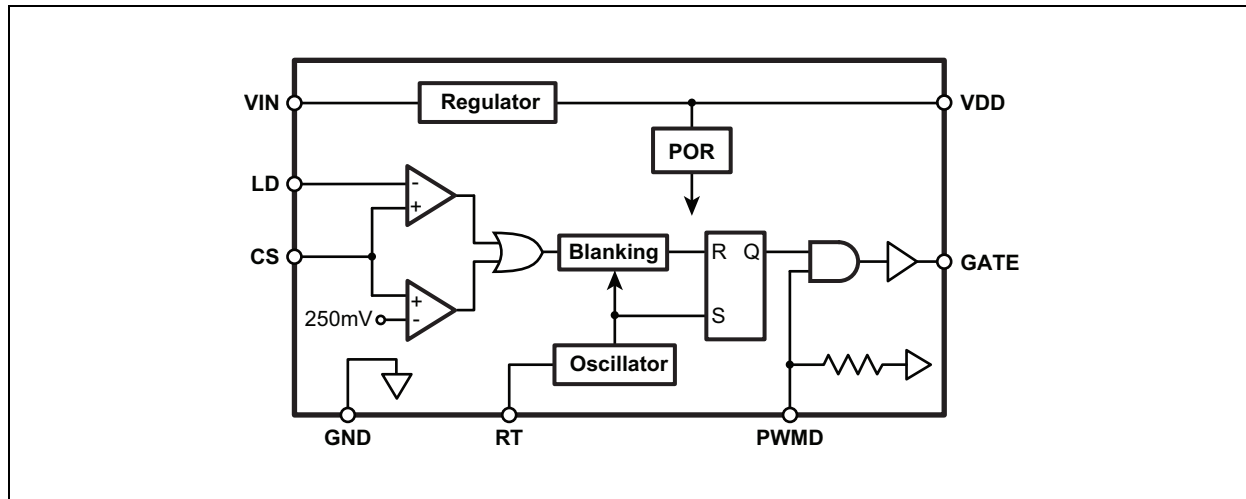 VIN
Regulator
VDD
POR
LD
-
+
CS
Blanking
R
Q
GATE
+
250mV
-
S
Oscillator
GND
RT
PWMD